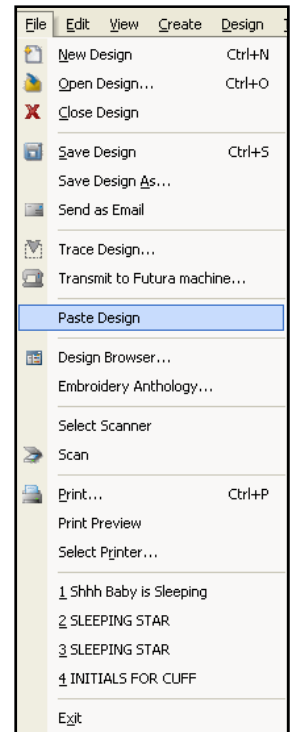 File Edit View Create Design
New Design Ctrl+N
Open Design... Ctrl+O
Close Design
Save Design Ctrl+S
Save Design As...
Send as Email
Trace Design...
Transmit to Futura machine...
Paste Design
Design Browser...
Embroidery Anthology...
Select Scanner
Scan
Print... Ctrl+P
Print Preview
Select Printer...
1 Shhh Baby is Sleeping
2 SLEEPING STAR
3 SLEEPING STAR
4 INITIALS FOR CUFF
Exit